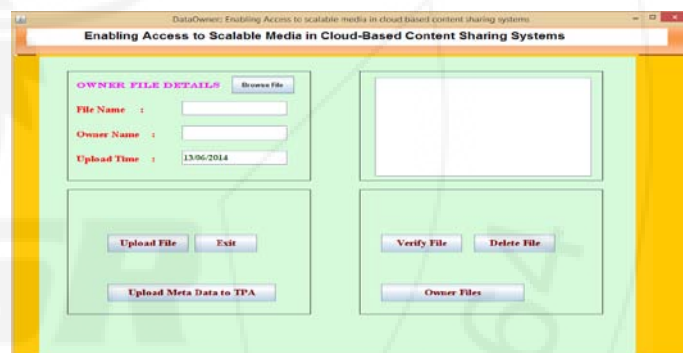 DataOwner: Enabling Access to scalable media in cloud based content sharing systems
Enabling Access to Scalable Media in Cloud-Based Content Sharing Systems
OWNER FILE DETAILS Browse File
File Name :
Owner Name :
Upload Time : 13/06/2014
Upload File Exit
Verify File Delete File
Upload Meta Data to TPA
Owner Files
64